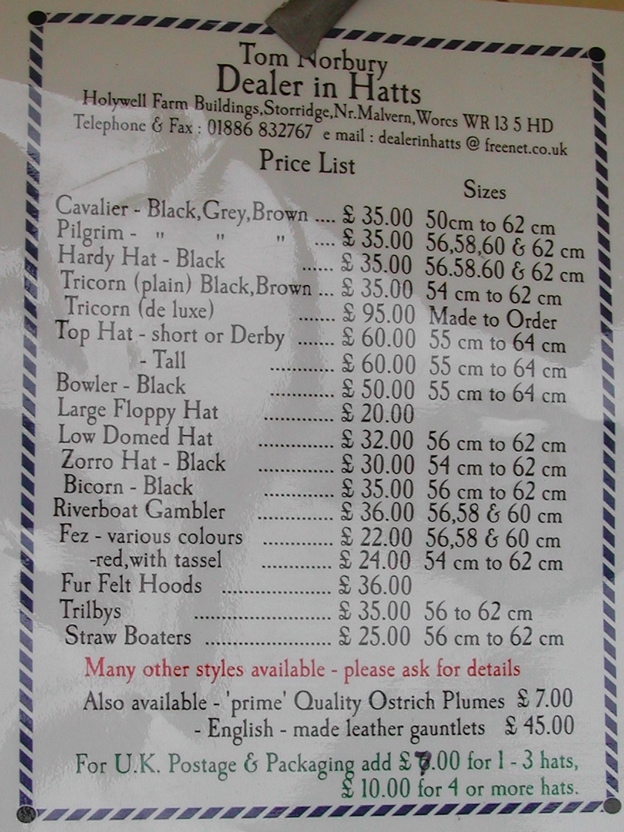 Tom Norbury
Dealer in Hatts
Holywell Farm Buildings,Storridge,Nr.Malvern,Worcs WR 13 5 HD
Telephone & Fax : 01886 832767 e mail : dealerinhatts @ freenet.co.uk
Price List
Sizes
Cavalier - Black,Grey,Brown .... £ 35.00 50cm to 62 cm
Pilgrim - " " " .... £ 35.00 56,58,60 & 62 cm
Hardy Hat - Black ...... £ 35.00 56.58.60 & 62 cm
Tricorn (plain) Black,Brown ... £ 35.00 54 cm to 62 cm
Tricorn (de luxe) ....... £ 95.00 Made to Order
Top Hat - short or Derby ....... £ 60.00 55 cm to 64 cm
- Tall ............ £ 60.00 55 cm to 64 cm
Bowler - Black ............ £ 50.00 55 cm to 64 cm
Large Floppy Hat ............. £ 20.00
Low Domed Hat ............. £ 32.00 56 cm to 62 cm
Zorro Hat - Black ............. £ 30.00 54 cm to 62 cm
Bicorn - Black ............. £ 35.00 56 cm to 62 cm
Riverboat Gambler ............. £ 36.00 56,58 & 60 cm
Fez - various colours ............. £ 22.00 56,58 & 60 cm
-red,with tassel ............. £ 24.00 54 cm to 62 cm
Fur Felt Hoods .................... £ 36.00
Trilbys ......................... £ 35.00 56 to 62 cm
Straw Boaters ....................... £ 25.00 56 cm to 62 cm
Many other styles available - please ask for details
Also available - 'prime' Quality Ostrich Plumes £ 7.00
- English - made leather gauntlets £ 45.00
For U.K. Postage & Packaging add £ .00 for 1 - 3 hats,
£ 10.00 for 4 or more hats.